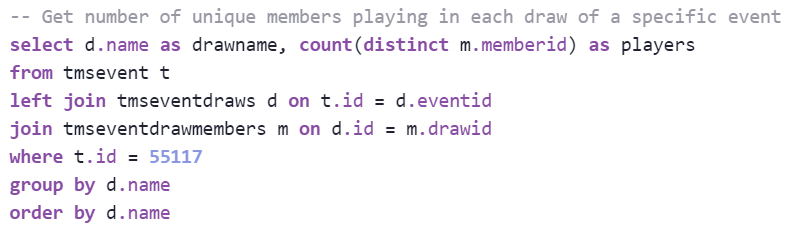 -- Get number of unique members playing in each draw of a specific event
select d.name as drawname, count(distinct m.memberid) as players
from tmsevent t
left join tmseventdraws d on t.id = d.eventid
join tmseventdrawmembers m on d.id = m.drawid
where t.id = 55117
group by d.name
order by d.name